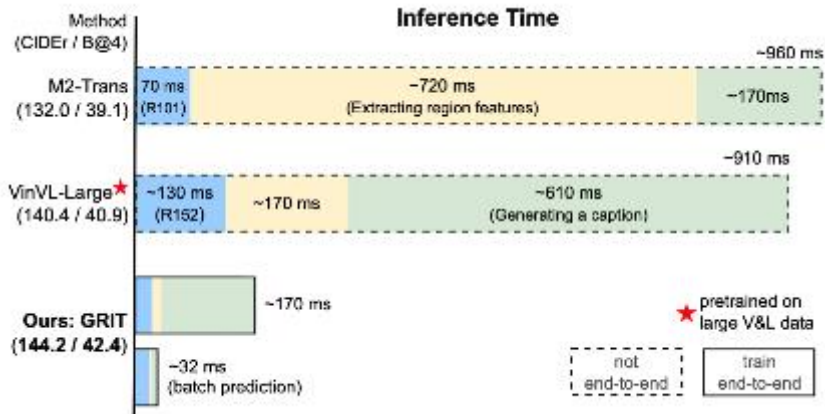 Inference Time
Method
(CIDEr / B@4)
~960 ms
M2-Trans
(132.0 / 39.1)
70 ms
(R101)
~720 ms
(Extracting region features)
~170ms
~910 ms
VinVL-Large
(140.4 / 40.9)
~130 ms
(R152)
~170 ms
~610 ms
(Generating a caption)
Ours: GRIT
(144.2 / 42.4)
~170 ms
~32 ms
(batch prediction)
pretrained on
large V&L data
not
end-to-end
train
end-to-end